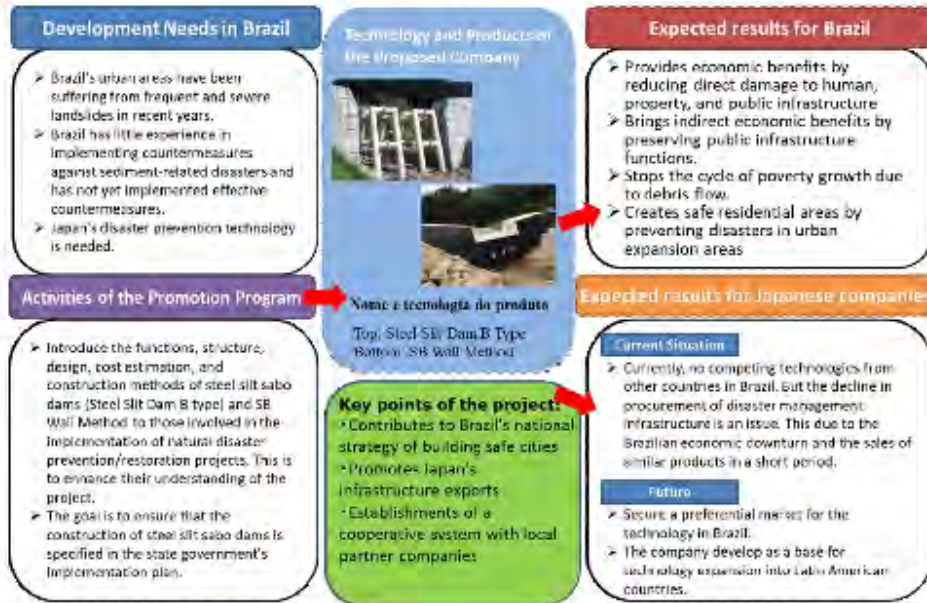 Development Needs in Brazil
➢ Brazil's urban areas have been
suffering from frequent and severe
landslides in recent years.
➢ Brazil has little experience in
implementing countermeasures
against sediment-related disasters and
has not yet implemented effective
countermeasures.
➢ Japan's disaster prevention technology
is needed.
Technology and Products of
the Proposed Company
Nome e tecnologia do produto
Top, Steel Slit Dam B Type
Bottom, SB Wall Method
Expected results for Brazil
➢ Provides economic benefits by
reducing direct damage to human,
property, and public infrastructure
➢ Brings indirect economic benefits by
preserving public infrastructure
functions.
➢ Stops the cycle of poverty growth due
to debris flow.
➢ Creates safe residential areas by
preventing disasters in urban
expansion areas
Activities of the Promotion Program
➢ Introduce the functions, structure,
design, cost estimation, and
construction methods of steel slit sabo
dams (Steel Slit Dam B type) and SB
Wall Method to those involved in the
implementation of natural disaster
prevention/restoration projects. This is
to enhance their understanding of the
project.
➢ The goal is to ensure that the
construction of steel slit sabo dams is
specified in the state government's
implementation plan.
Key points of the project:
・Contributes to Brazil's national
strategy of building safe cities
・Promotes Japan's
infrastructure exports
・Establishments of a
cooperative system with local
partner companies
Expected results for Japanese companies
Current Situation
➢ Currently, no competing technologies from
other countries in Brazil. But the decline in
procurement of disaster management
infrastructure is an issue. This due to the
Brazilian economic downturn and the sales of
similar products in a short period.
Future
➢ Secure a preferential market for the
technology in Brazil.
➢ The company develop as a base for
technology expansion into Latin American
countries.